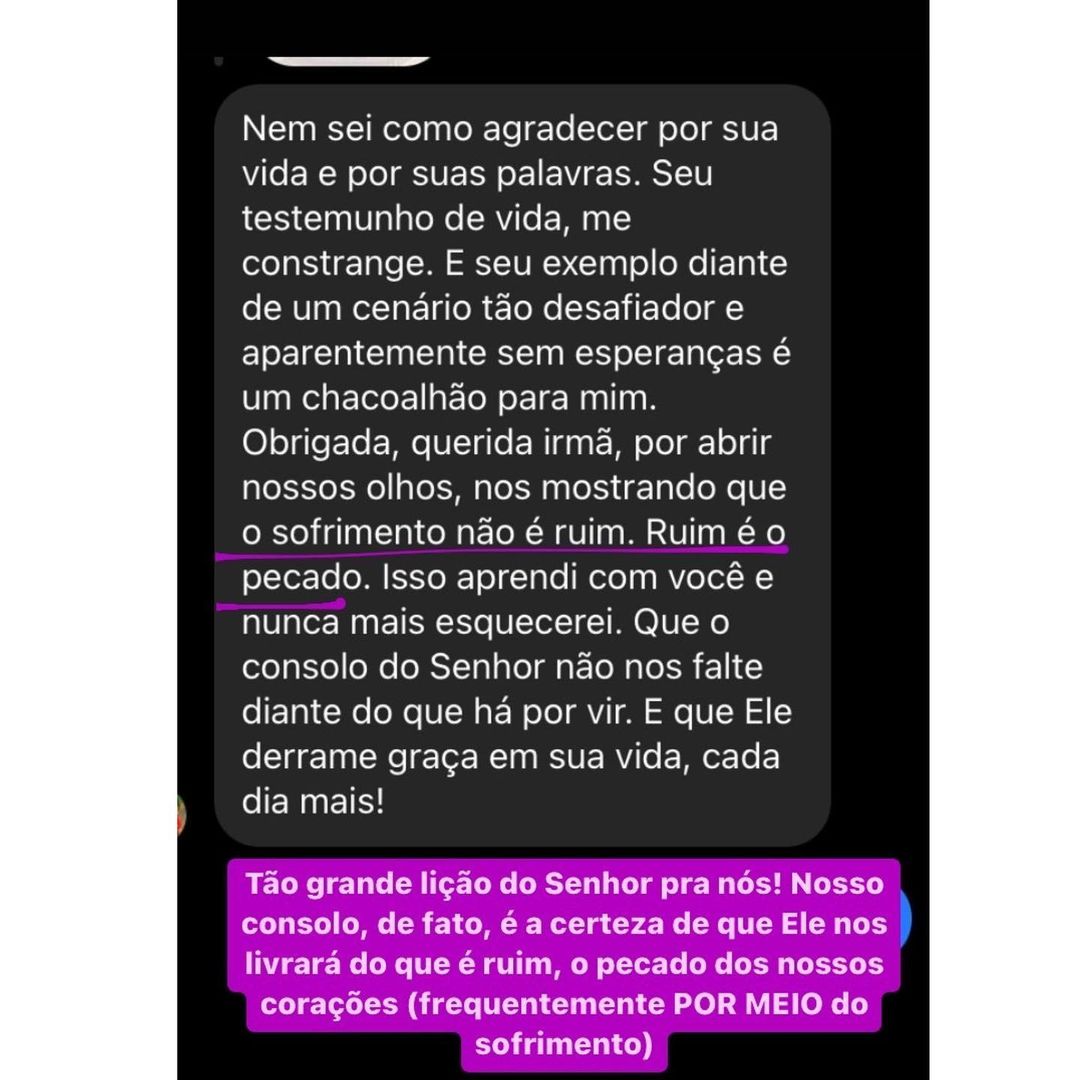 Nem sei como agradecer por sua
vida e por suas palavras. Seu
testemunho de vida, me
constrange. E seu exemplo diante
de um cenário tão desafiador e
aparentemente sem esperanças é
um chacoalhão para mim.
Obrigada, querida irmã, por abrir
nossos olhos, nos mostrando que
o sofrimento não é ruim. Ruim é o
pecado. Isso aprendi com você e
nunca mais esquecerei. Que o
consolo do Senhor não nos falte
diante do que há por vir. E que Ele
derrame graça em sua vida, cada
dia mais!
Tão grande lição do Senhor pra nós! Nosso
consolo, de fato, é a certeza de que Ele nos
livrará do que é ruim, o pecado dos nossos
corações (frequentemente POR MEIO do
sofrimento)